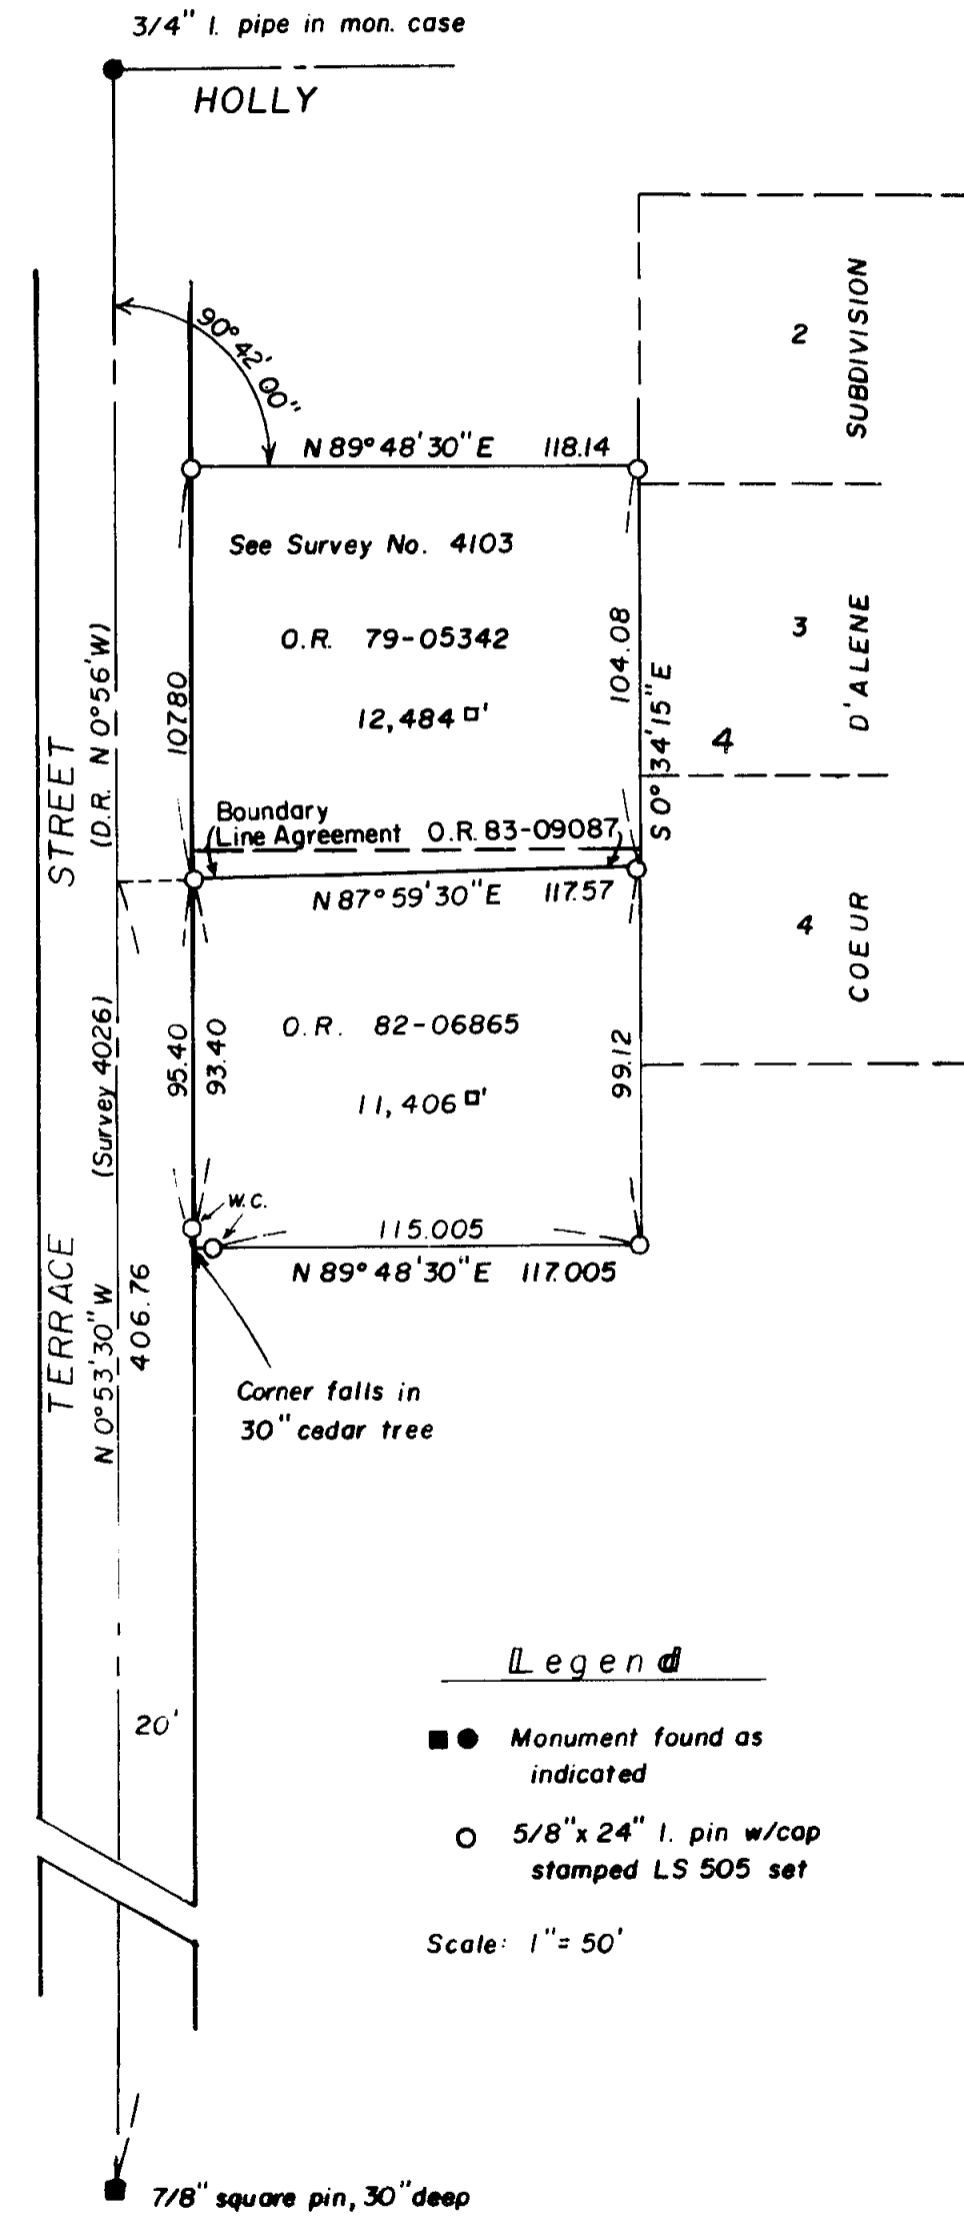 3/4" I. pipe in mon. case
HOLLY
90° 42' 00"
N 89° 48' 30" E 118.14
See Survey No. 4103
O.R. 79-05342
12,484 □'
10780
104.08
S 0° 34' 15" E
Boundary
Line Agreement O.R. 83-09087
N 87° 59' 30" E 117.57
O.R. 82-06865
11,406 □'
95.40
93.40
99.12
W.C.
115.005
N 89° 48' 30" E 117.005
Corner falls in
30" cedar tree
TERRACE STREET
(D.R. N 0° 56' W)
(Survey 4026)
N 0° 53' 30" W
406.76
20'
2
3
4
4
COEUR D'ALENE SUBDIVISION
Legend
Monument found as
indicated
5/8" x 24" I. pin w/cap
stamped LS 505 set
Scale: 1" = 50'
7/8" square pin, 30" deep